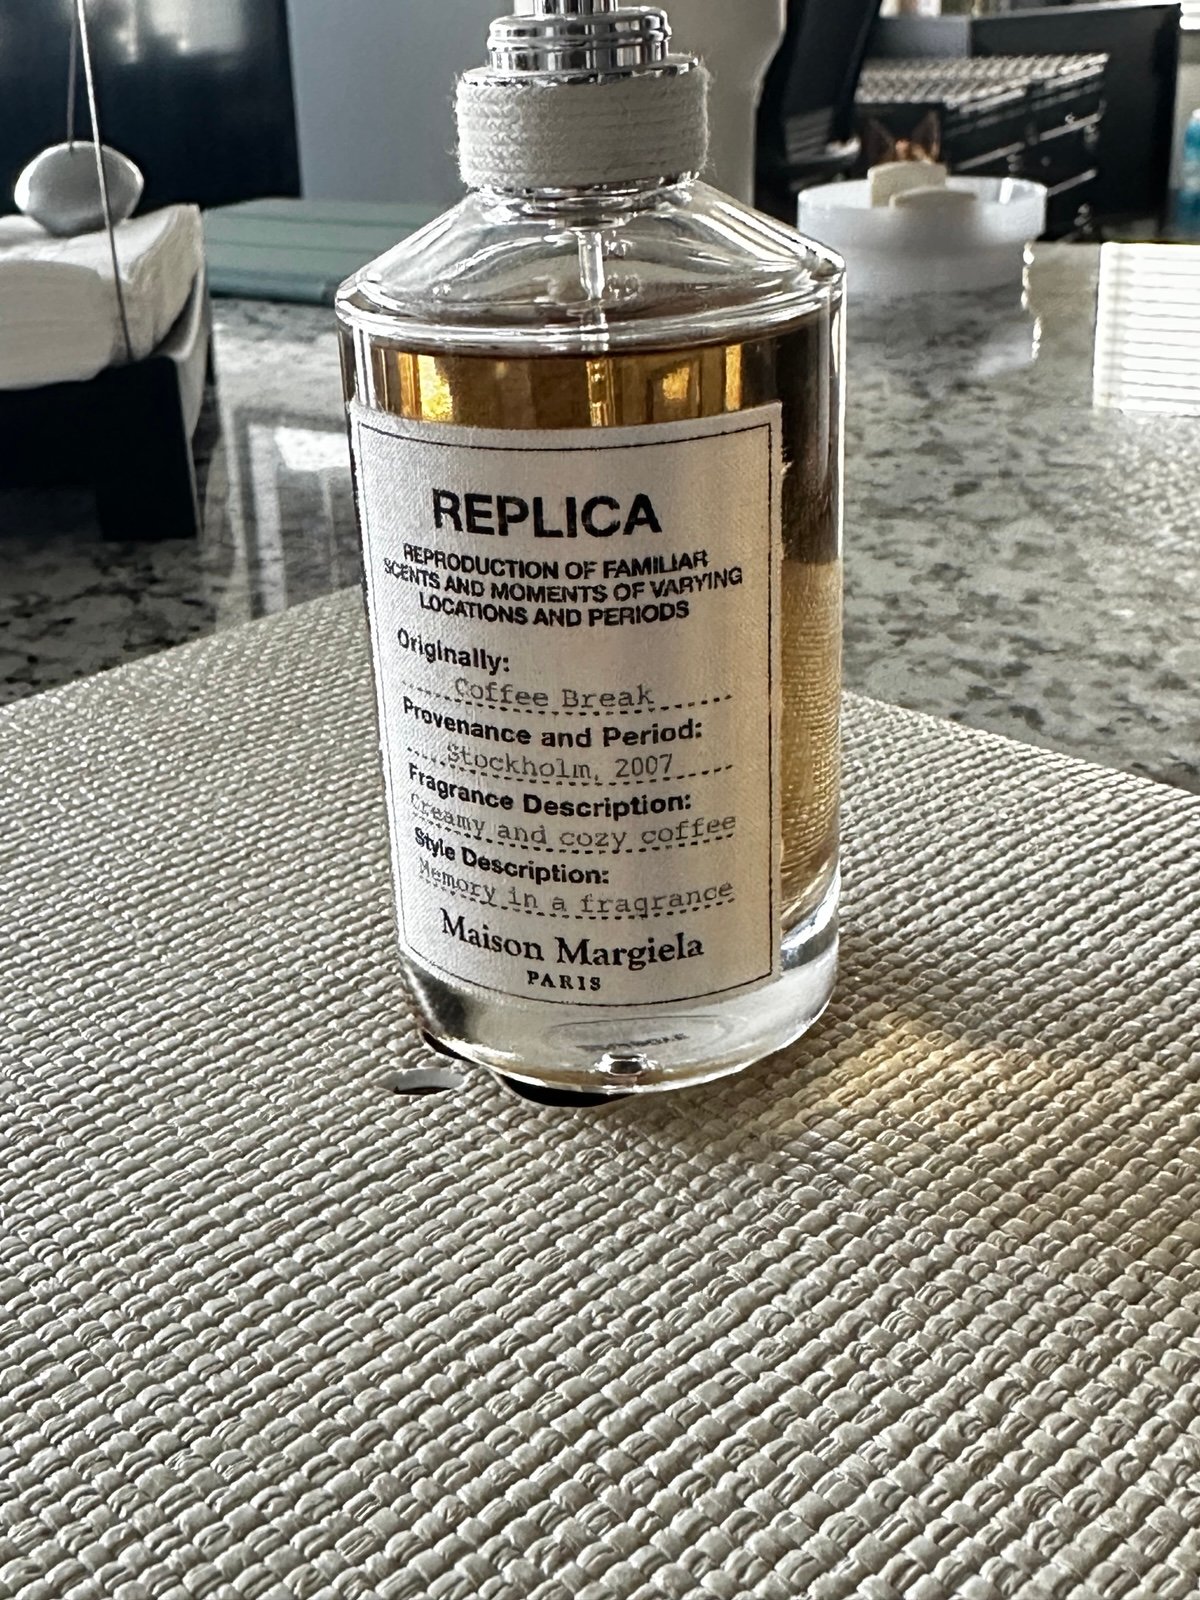 REPLICA
REPRODUCTION OF FAMILIAR
SCENTS AND MOMENTS OF VARYING
LOCATIONS AND PERIODS
Originally:
Coffee Break
Provenance and Period:
Stockholm, 2007
Fragrance Description:
Creamy and cozy coffee
Style Description:
Memory in a fragrance
Maison Margiela
PARIS